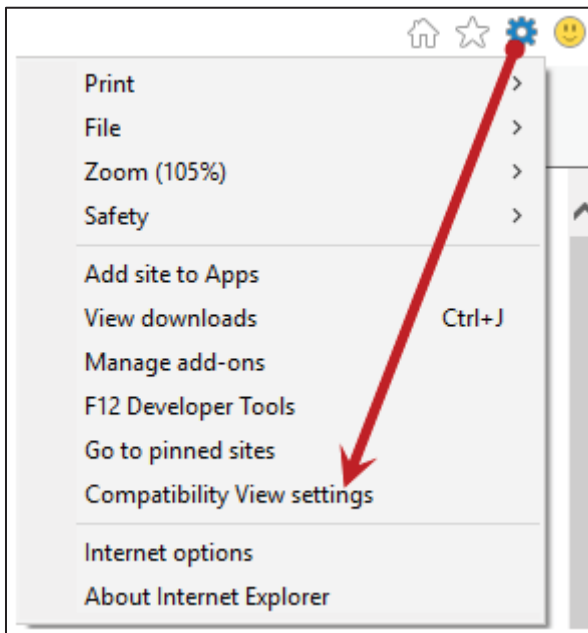 Print
File
Zoom (105%)
Safety
Add site to Apps
View downloads Ctrl+J
Manage add-ons
F12 Developer Tools
Go to pinned sites
Compatibility View settings
Internet options
About Internet Explorer